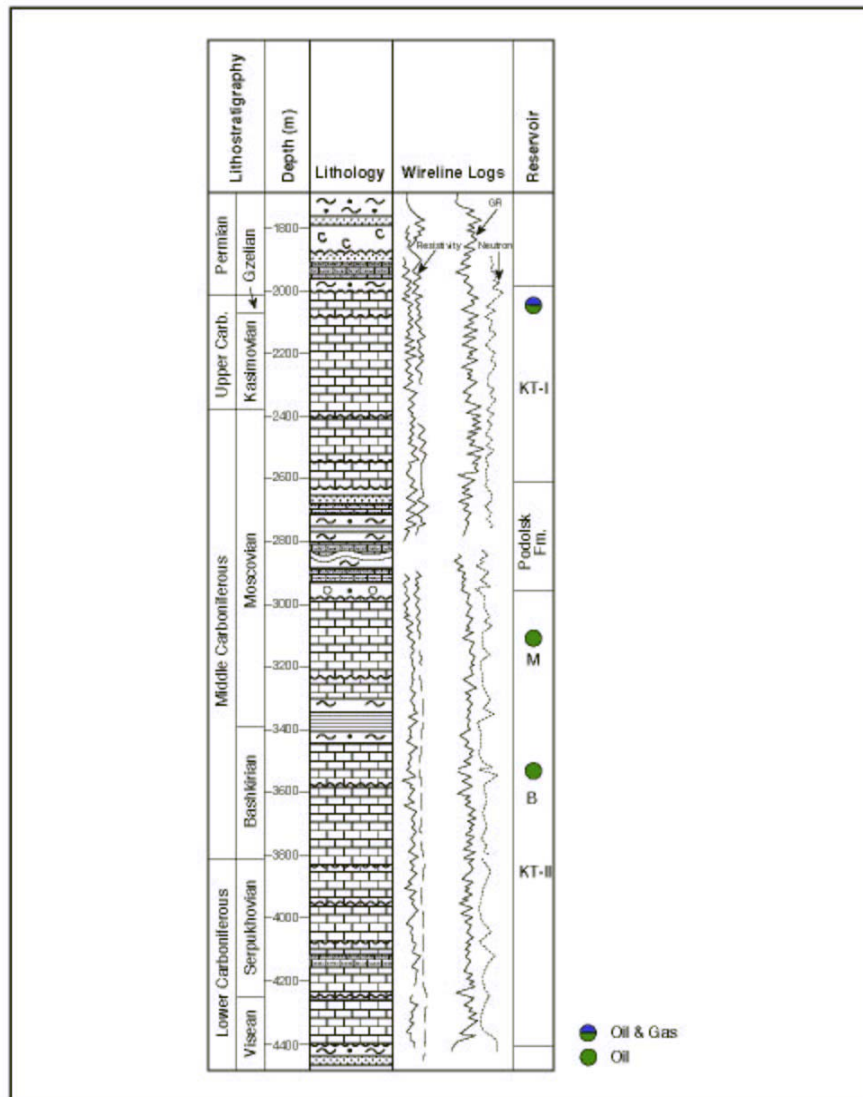 Lithostratigraphy
Depth (m)
Lithology
Wireline Logs
Reservoir
Permian
Upper Carb.
Middle Carboniferous
Lower Carboniferous
Gzelian
Kasimovian
Moscovian
Bashkirian
Serpukhovian
Visean
1800
2000
2200
2400
2600
2800
3000
3200
3400
3600
3800
4000
4200
4400
GR
Resistivity
Neutron
KT-I
Podolsk
Fm.
M
B
KT-II
Oil & Gas
Oil